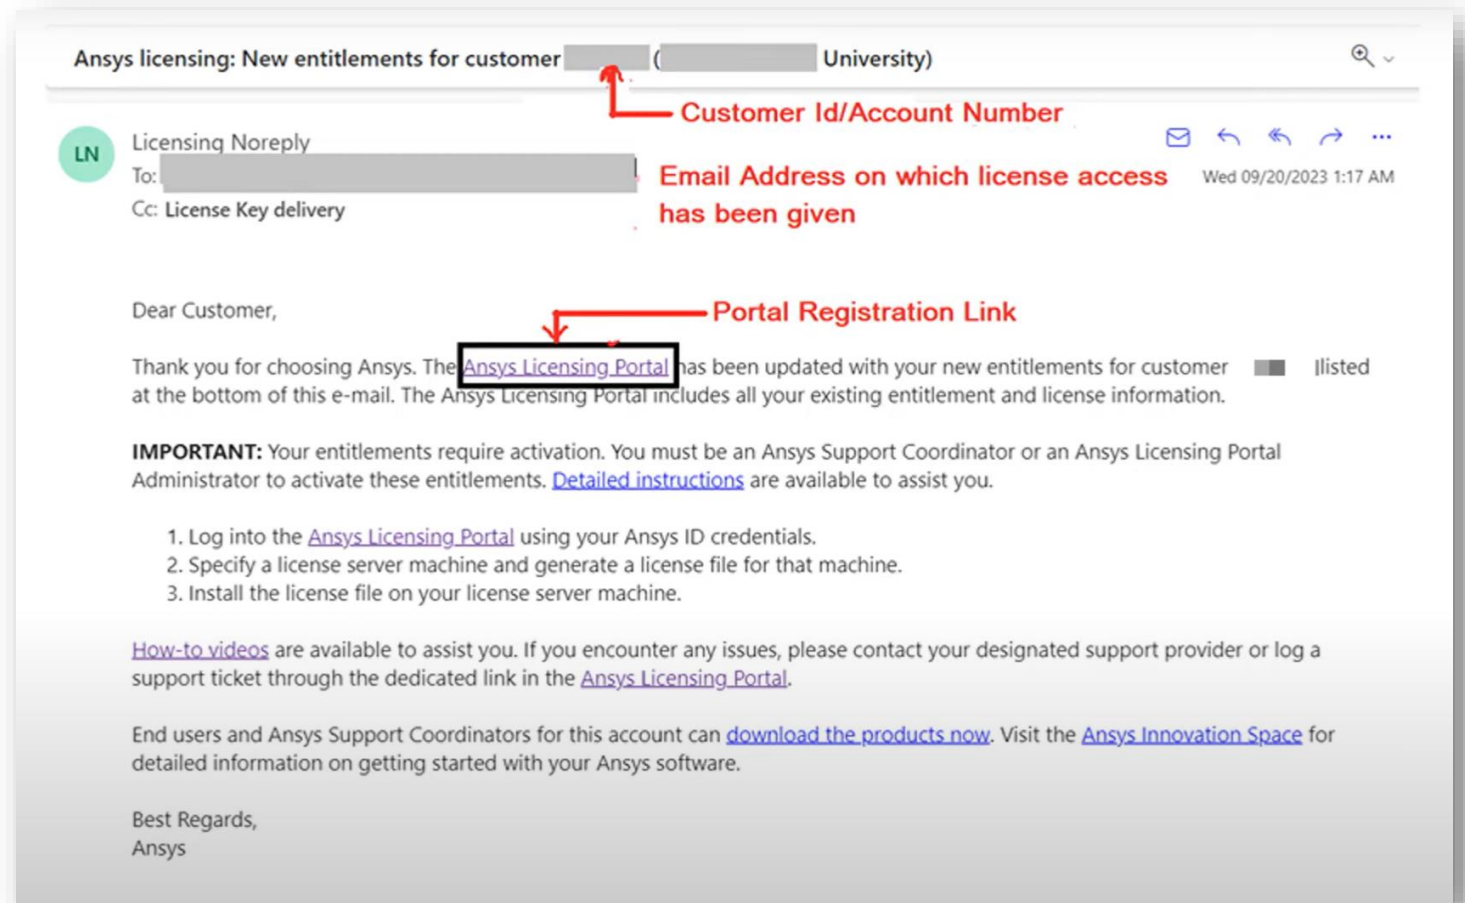 Ansys licensing: New entitlements for customer ( University)
Customer Id/Account Number
LN
Licensing Noreply
To:
Email Address on which license access
has been given
Wed 09/20/2023 1:17 AM
Cc: License Key delivery
Dear Customer,
Portal Registration Link
Thank you for choosing Ansys. The Ansys Licensing Portal has been updated with your new entitlements for customer listed
at the bottom of this e-mail. The Ansys Licensing Portal includes all your existing entitlement and license information.
IMPORTANT: Your entitlements require activation. You must be an Ansys Support Coordinator or an Ansys Licensing Portal
Administrator to activate these entitlements. Detailed instructions are available to assist you.
1. Log into the Ansys Licensing Portal using your Ansys ID credentials.
2. Specify a license server machine and generate a license file for that machine.
3. Install the license file on your license server machine.
How-to videos are available to assist you. If you encounter any issues, please contact your designated support provider or log a
support ticket through the dedicated link in the Ansys Licensing Portal.
End users and Ansys Support Coordinators for this account can download the products now. Visit the Ansys Innovation Space for
detailed information on getting started with your Ansys software.
Best Regards,
Ansys